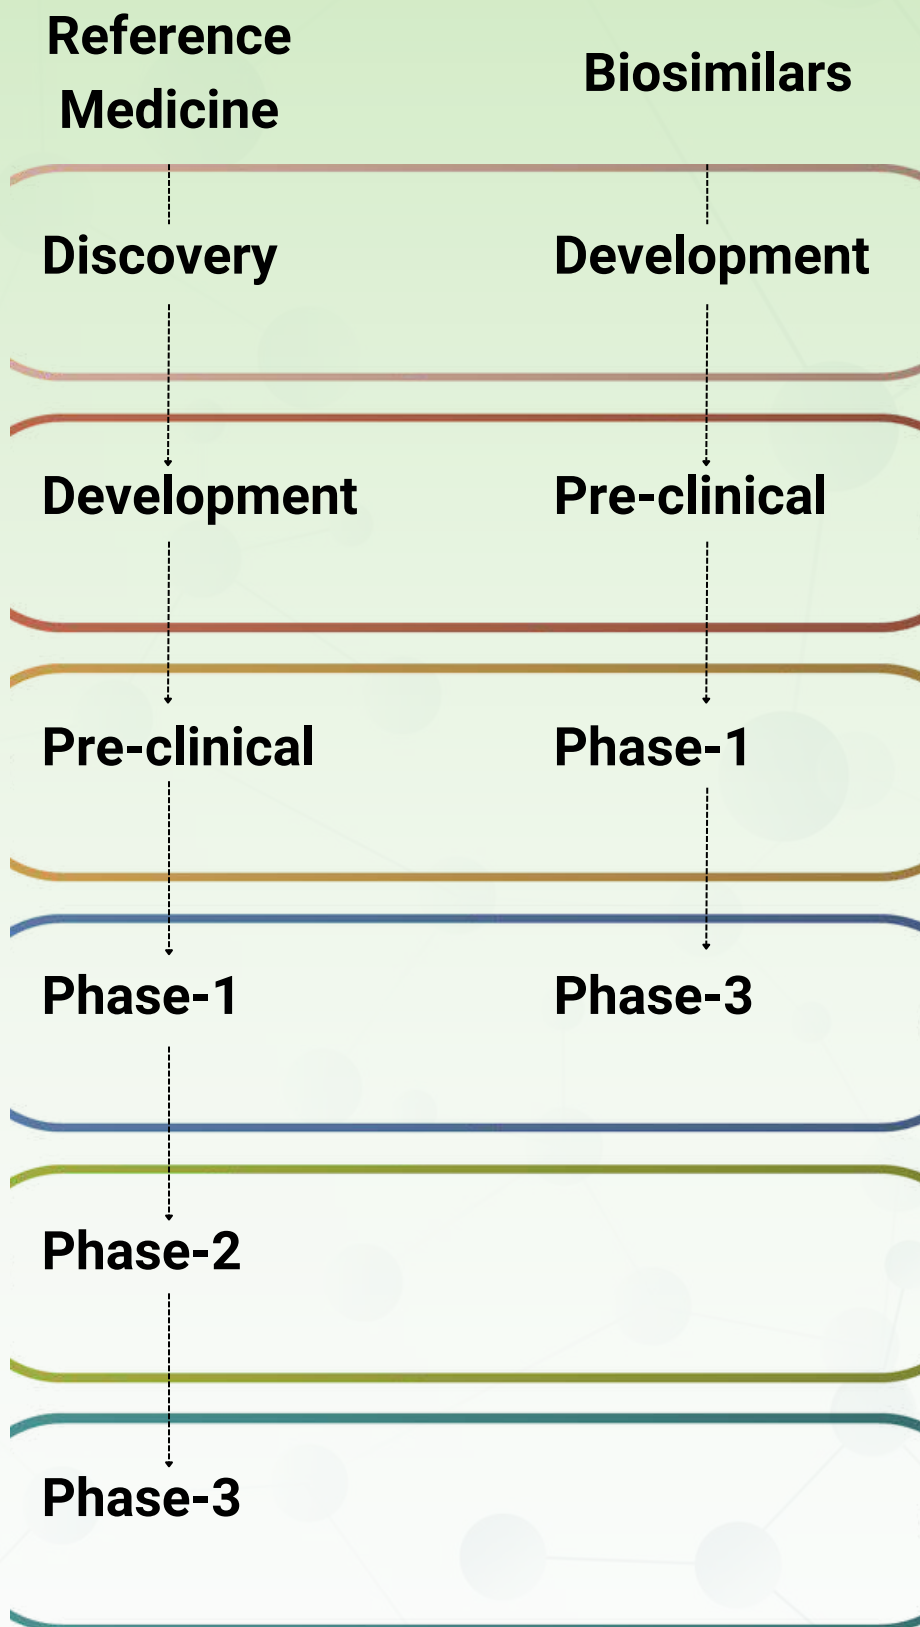 Reference
Medicine
Biosimilars
Discovery
Development
Development
Pre-clinical
Pre-clinical
Phase-1
Phase-1
Phase-3
Phase-2
Phase-3